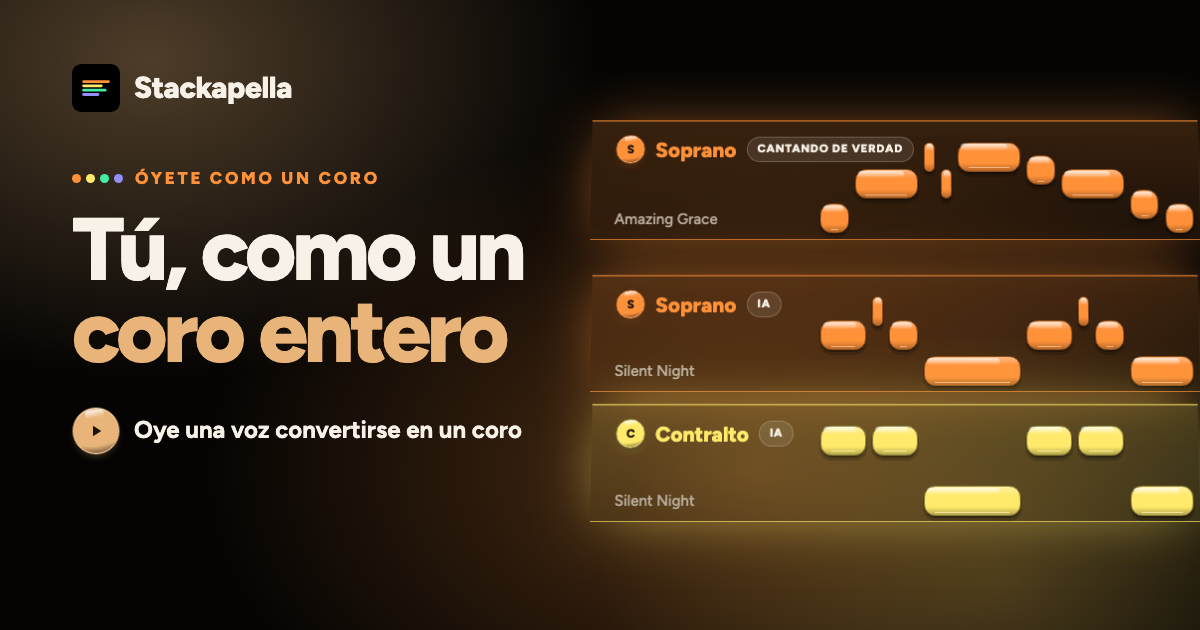 Stackapella
ÓYETE COMO UN CORO
Tú, como un
coro entero
Oye una voz convertirse en un coro
S Soprano CANTANDO DE VERDAD
Amazing Grace
S Soprano IA
Silent Night
C Contralto IA
Silent Night